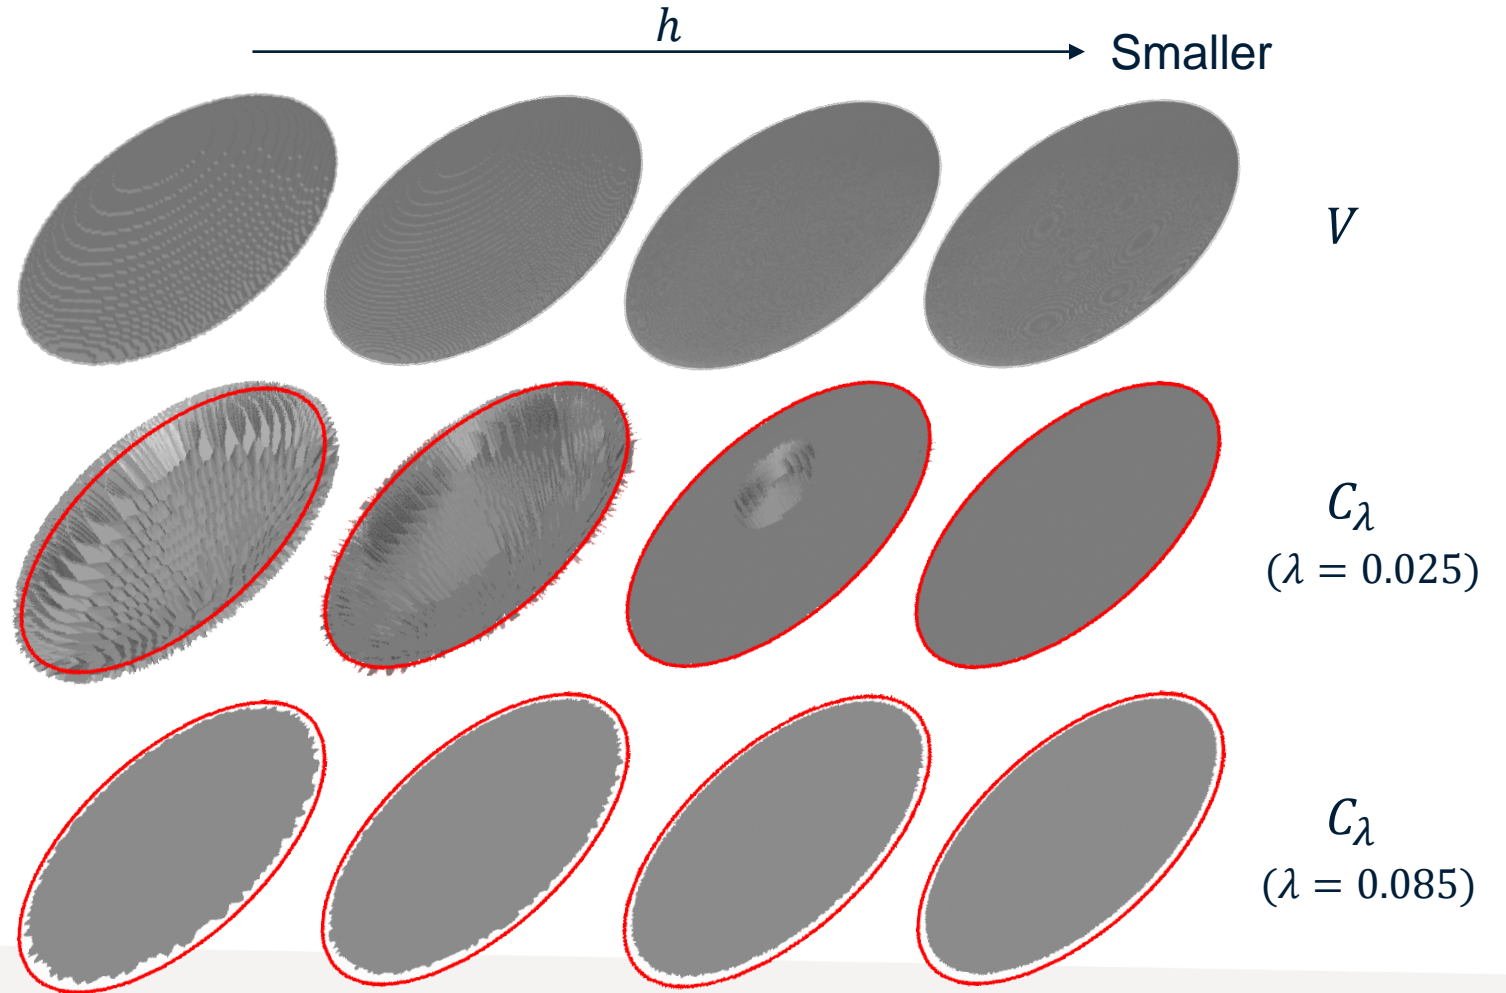 h
Smaller
V
C_λ
(λ = 0.025)
C_λ
(λ = 0.085)